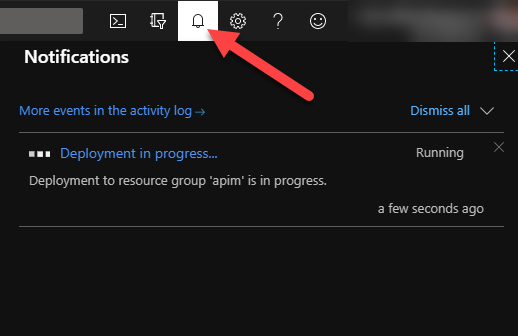 Notifications
More events in the activity log →
Dismiss all
Deployment in progress...
Running
Deployment to resource group 'apim' is in progress.
a few seconds ago